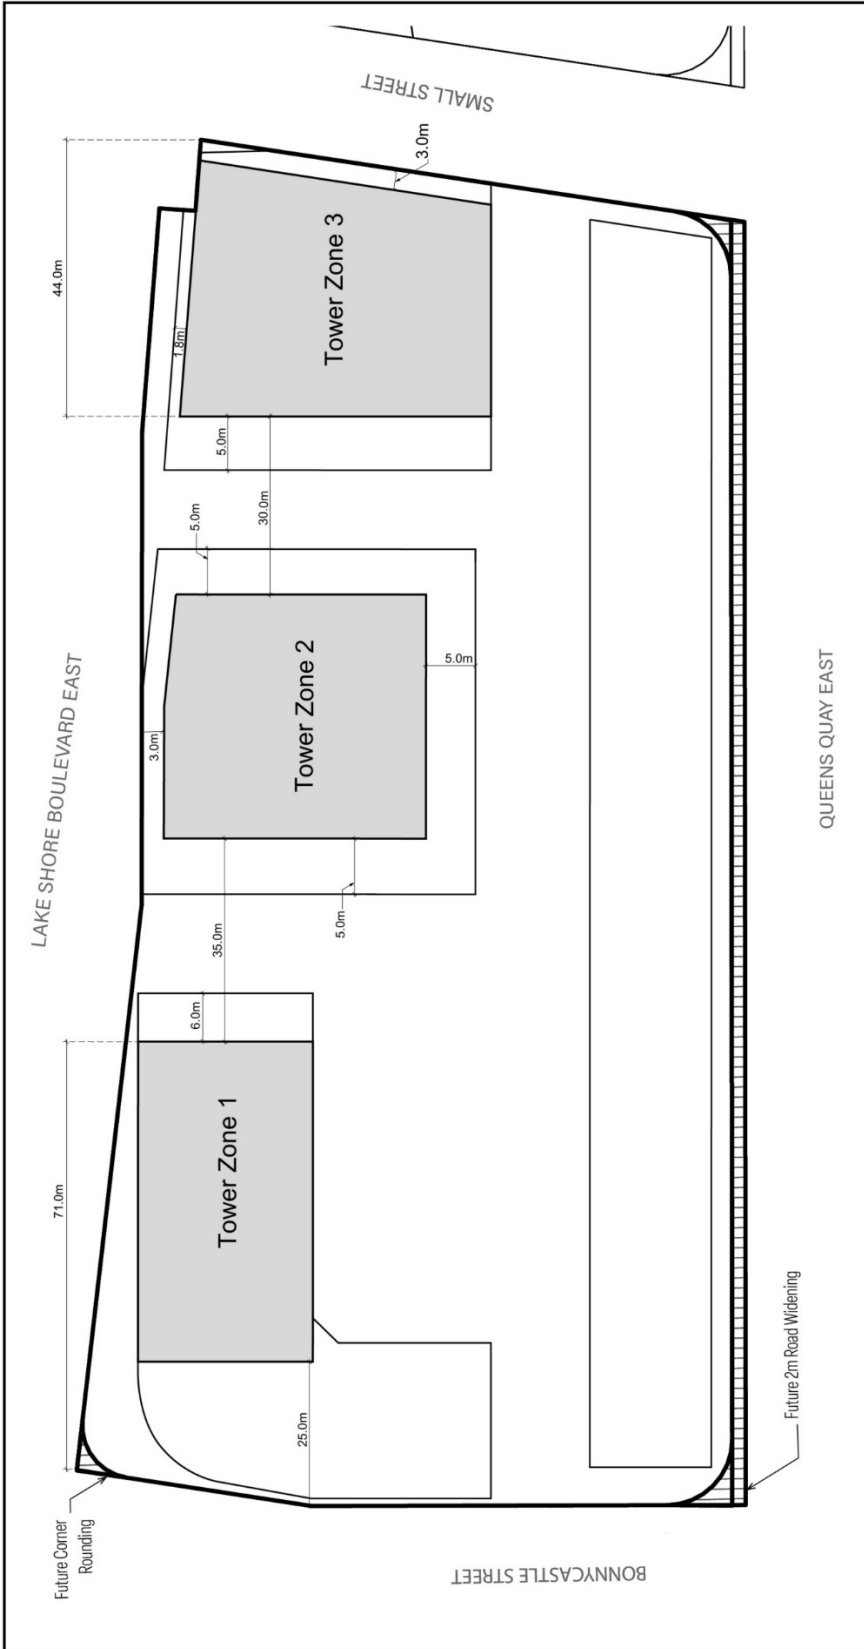 SMALL STREET
44.0m
3.0m
Tower Zone 3
1.8m
5.0m
30.0m
5.0m
LAKE SHORE BOULEVARD EAST
Tower Zone 2
5.0m
3.0m
QUEENS QUAY EAST
35.0m
5.0m
6.0m
71.0m
Tower Zone 1
25.0m
Future 2m Road Widening
Future Corner
Rounding
BONNYCASTLE STREET